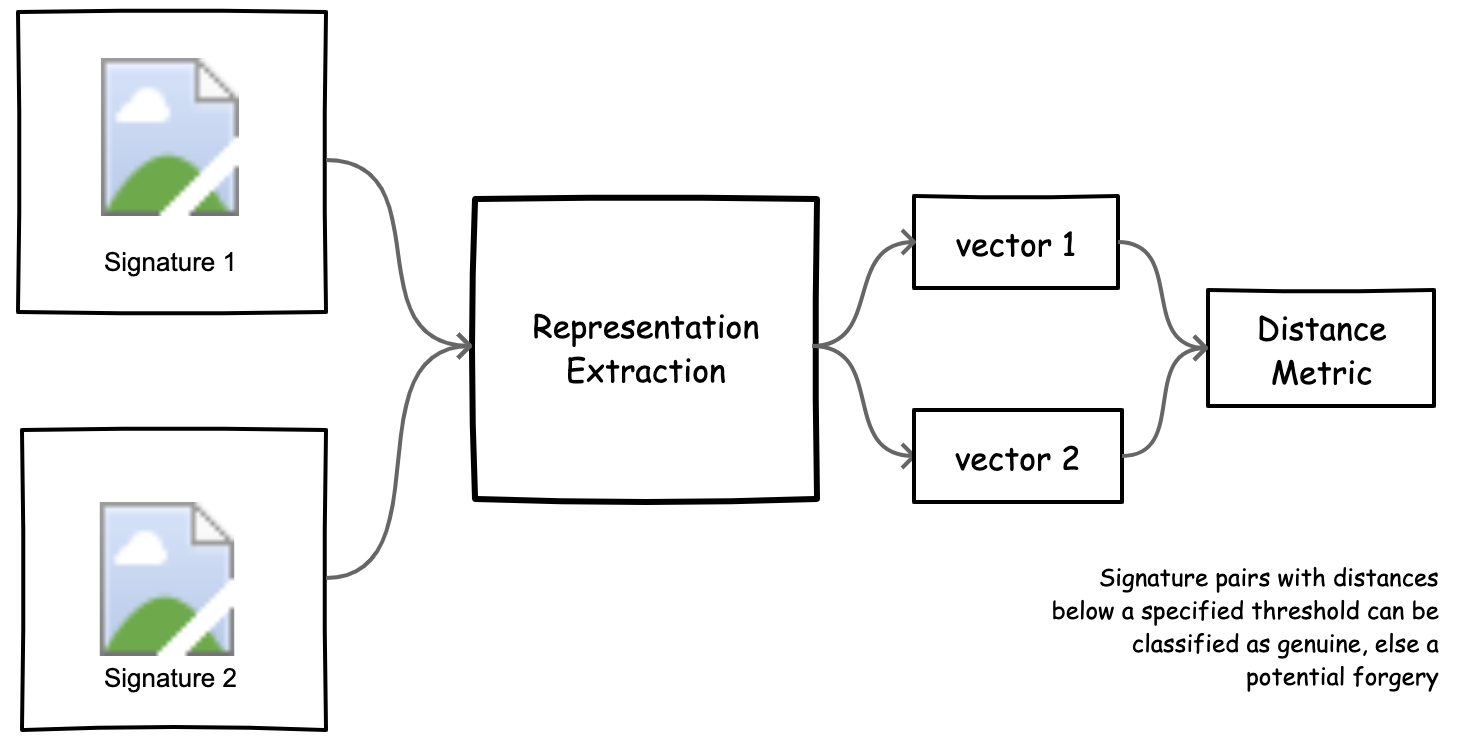 Signature 1
Signature 2
Representation
Extraction
vector 1
vector 2
Distance
Metric
Signature pairs with distances
below a specified threshold can be
classified as genuine, else a
potential forgery